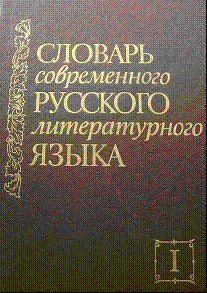 СЛОВАРЬ
современного
РУССКОГО
литературного
ЯЗЫКА
I